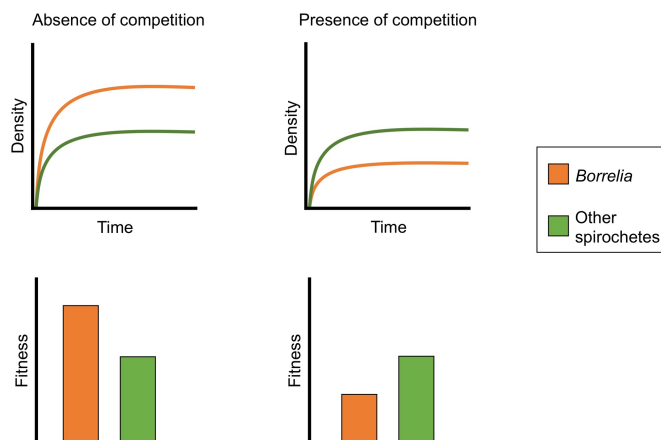 Absence of competition
Presence of competition
Density
Time
Density
Time
Borrelia
Other
spirochetes
Fitness
Fitness